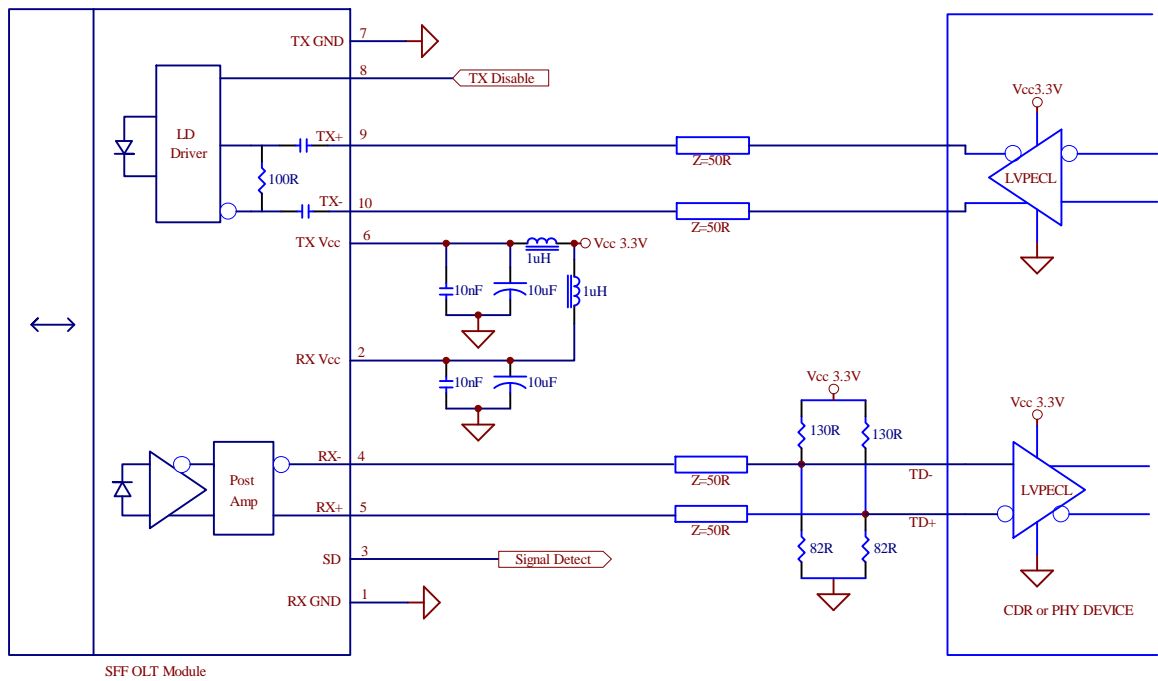 TX GND
7
8
TX Disable
Vcc3.3V
LD
Driver
100R
TX+
9
Z=50R
LVPECL
TX-
10
Z=50R
TX Vcc
6
Vcc 3.3V
1uH
10nF
10uF
1uH
RX Vcc
2
10nF
10uF
Vcc 3.3V
Vcc 3.3V
130R
130R
Post
Amp
RX-
4
Z=50R
TD-
LVPECL
RX+
5
Z=50R
TD+
82R
82R
SD
3
Signal Detect
RX GND
1
CDR or PHY DEVICE
SFF OLT Module